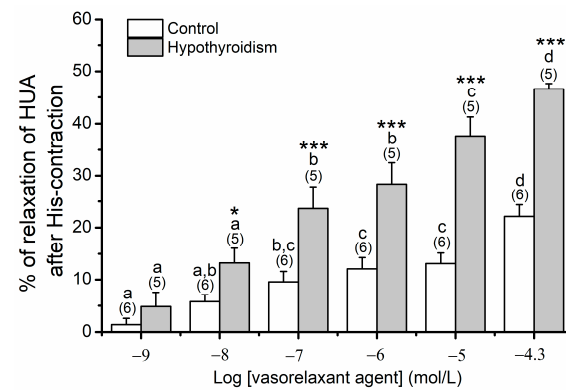 60
50
40
30
20
10
0
% of relaxation of HUA
after His-contraction
Control
Hypothyroidism
a
(6)
a
(5)
a,b
(6)
*
a
(5)
b,c
(6)
***
b
(5)
c
(6)
***
b
(5)
c
(6)
***
c
(5)
d
(6)
***
d
(5)
−9 −8 −7 −6 −5 −4.3
Log [vasorelaxant agent] (mol/L)